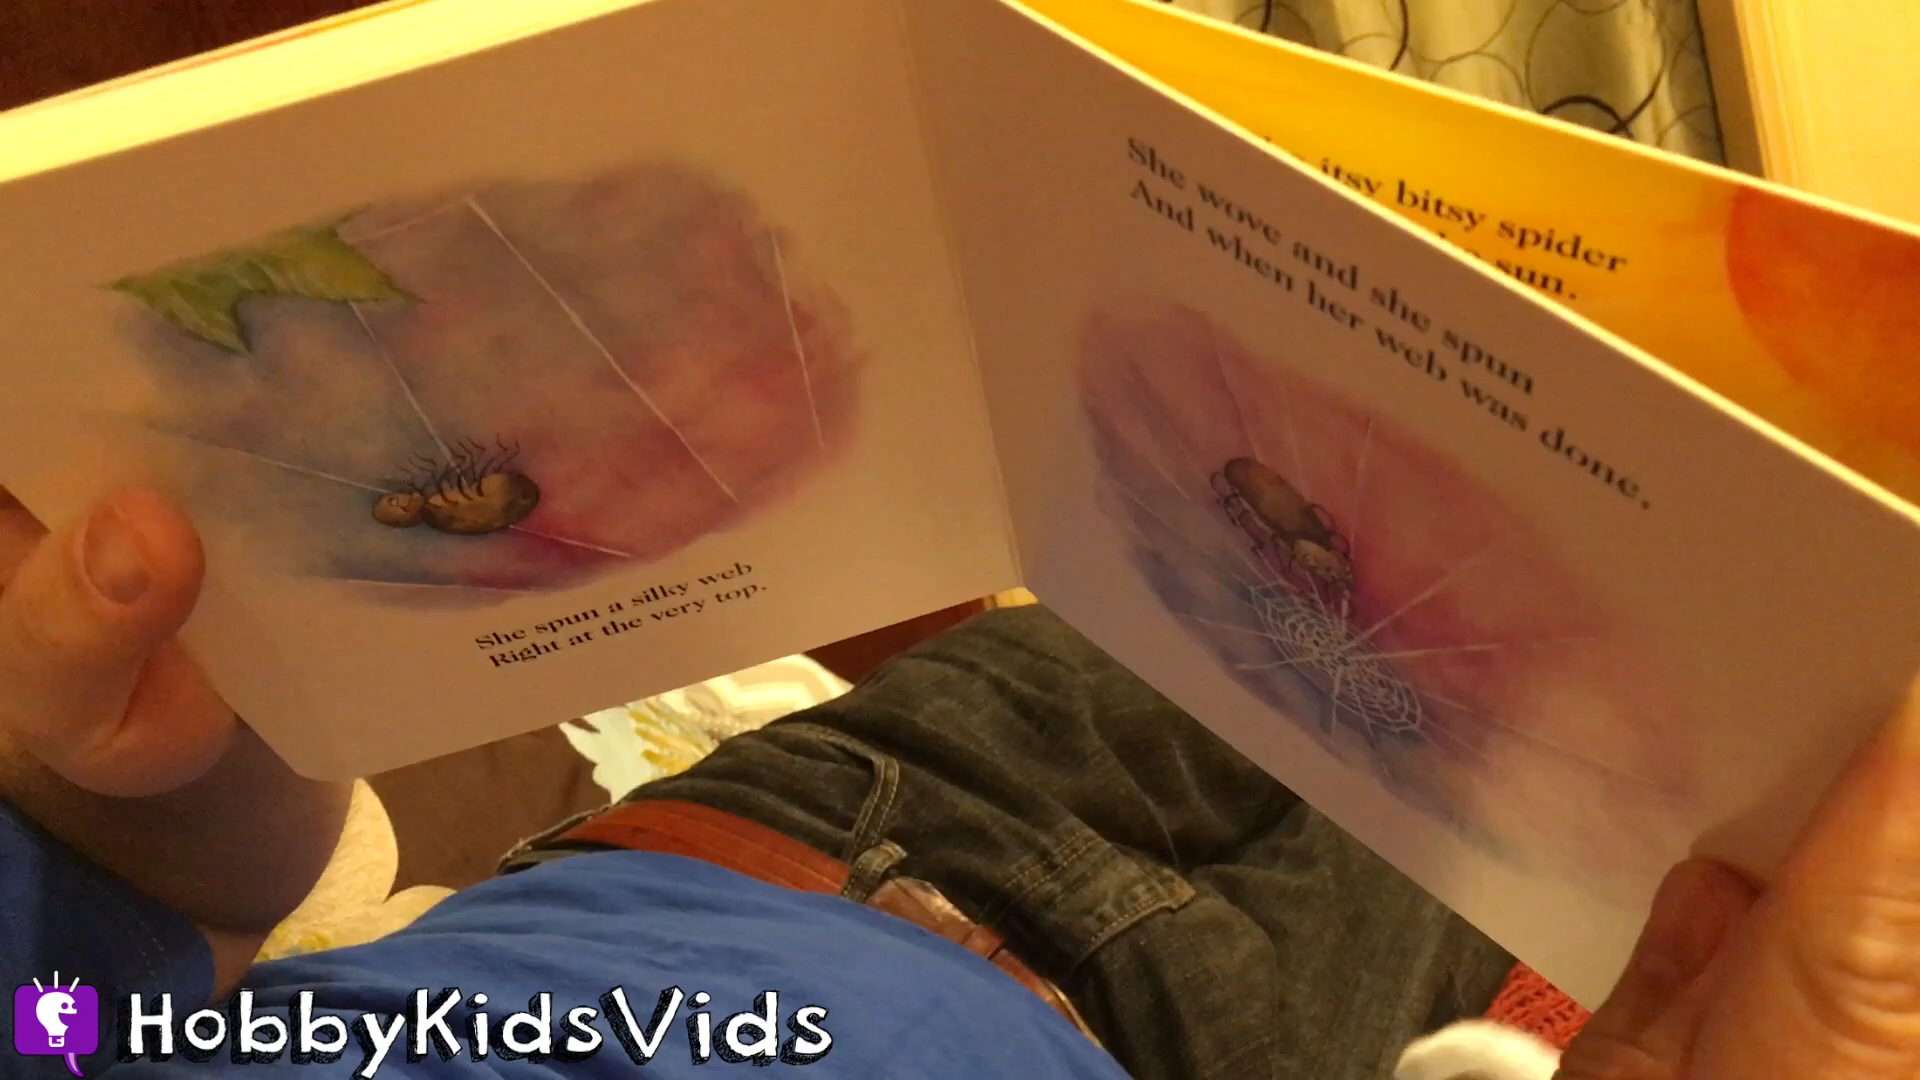 She spun a silky web
Right at the very top.
She wove and she spun
And when her web was done,
itsy bitsy spider
sun.
HobbyKidsVids